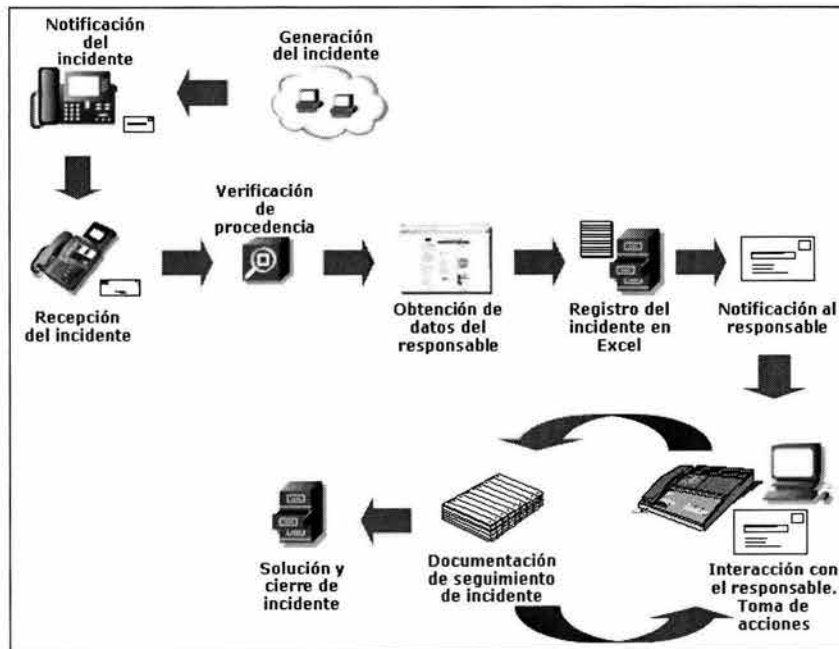 Notificación
del
incidente
Generación
del incidente
Verificación
de
procedencia
Recepción
del incidente
Obtención de
datos del
responsable
Registro del
incidente en
Excel
Notificación al
responsable
Solución y
cierre de
incidente
Documentación
de seguimiento
de incidente
Interacción con
el responsable.
Toma de
acciones